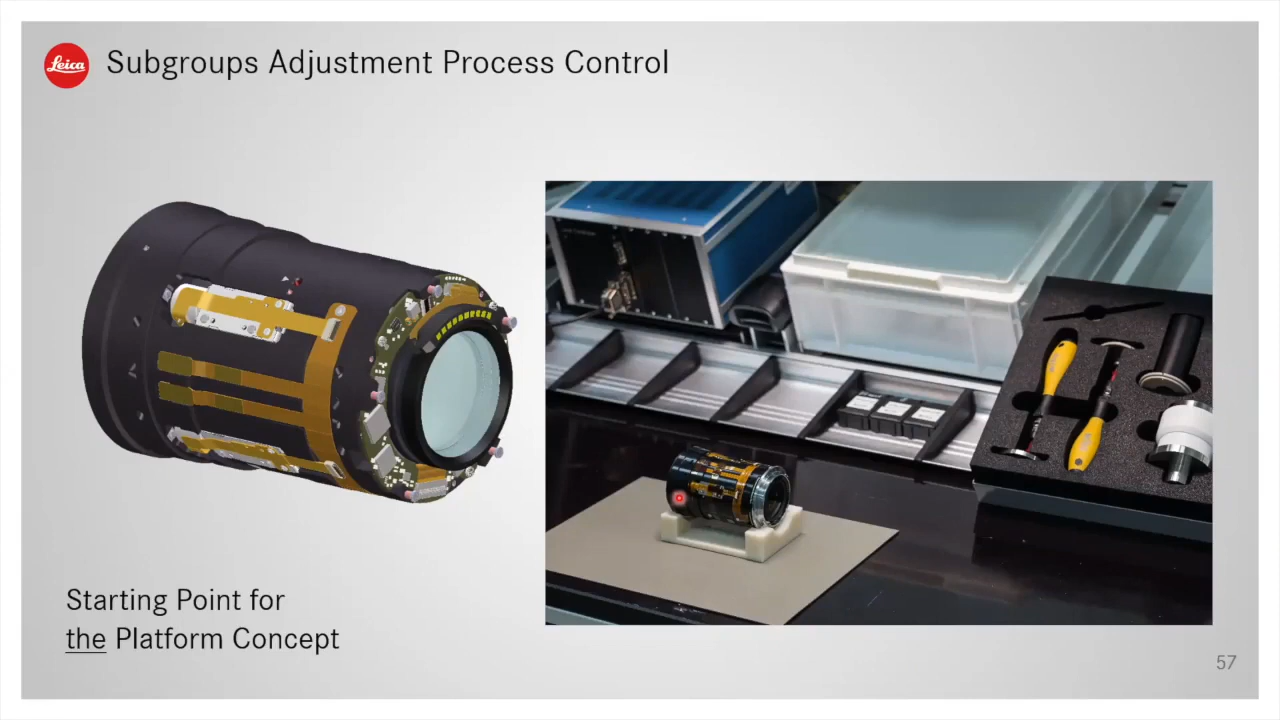 Leica
Subgroups Adjustment Process Control
Starting Point for
the Platform Concept
57